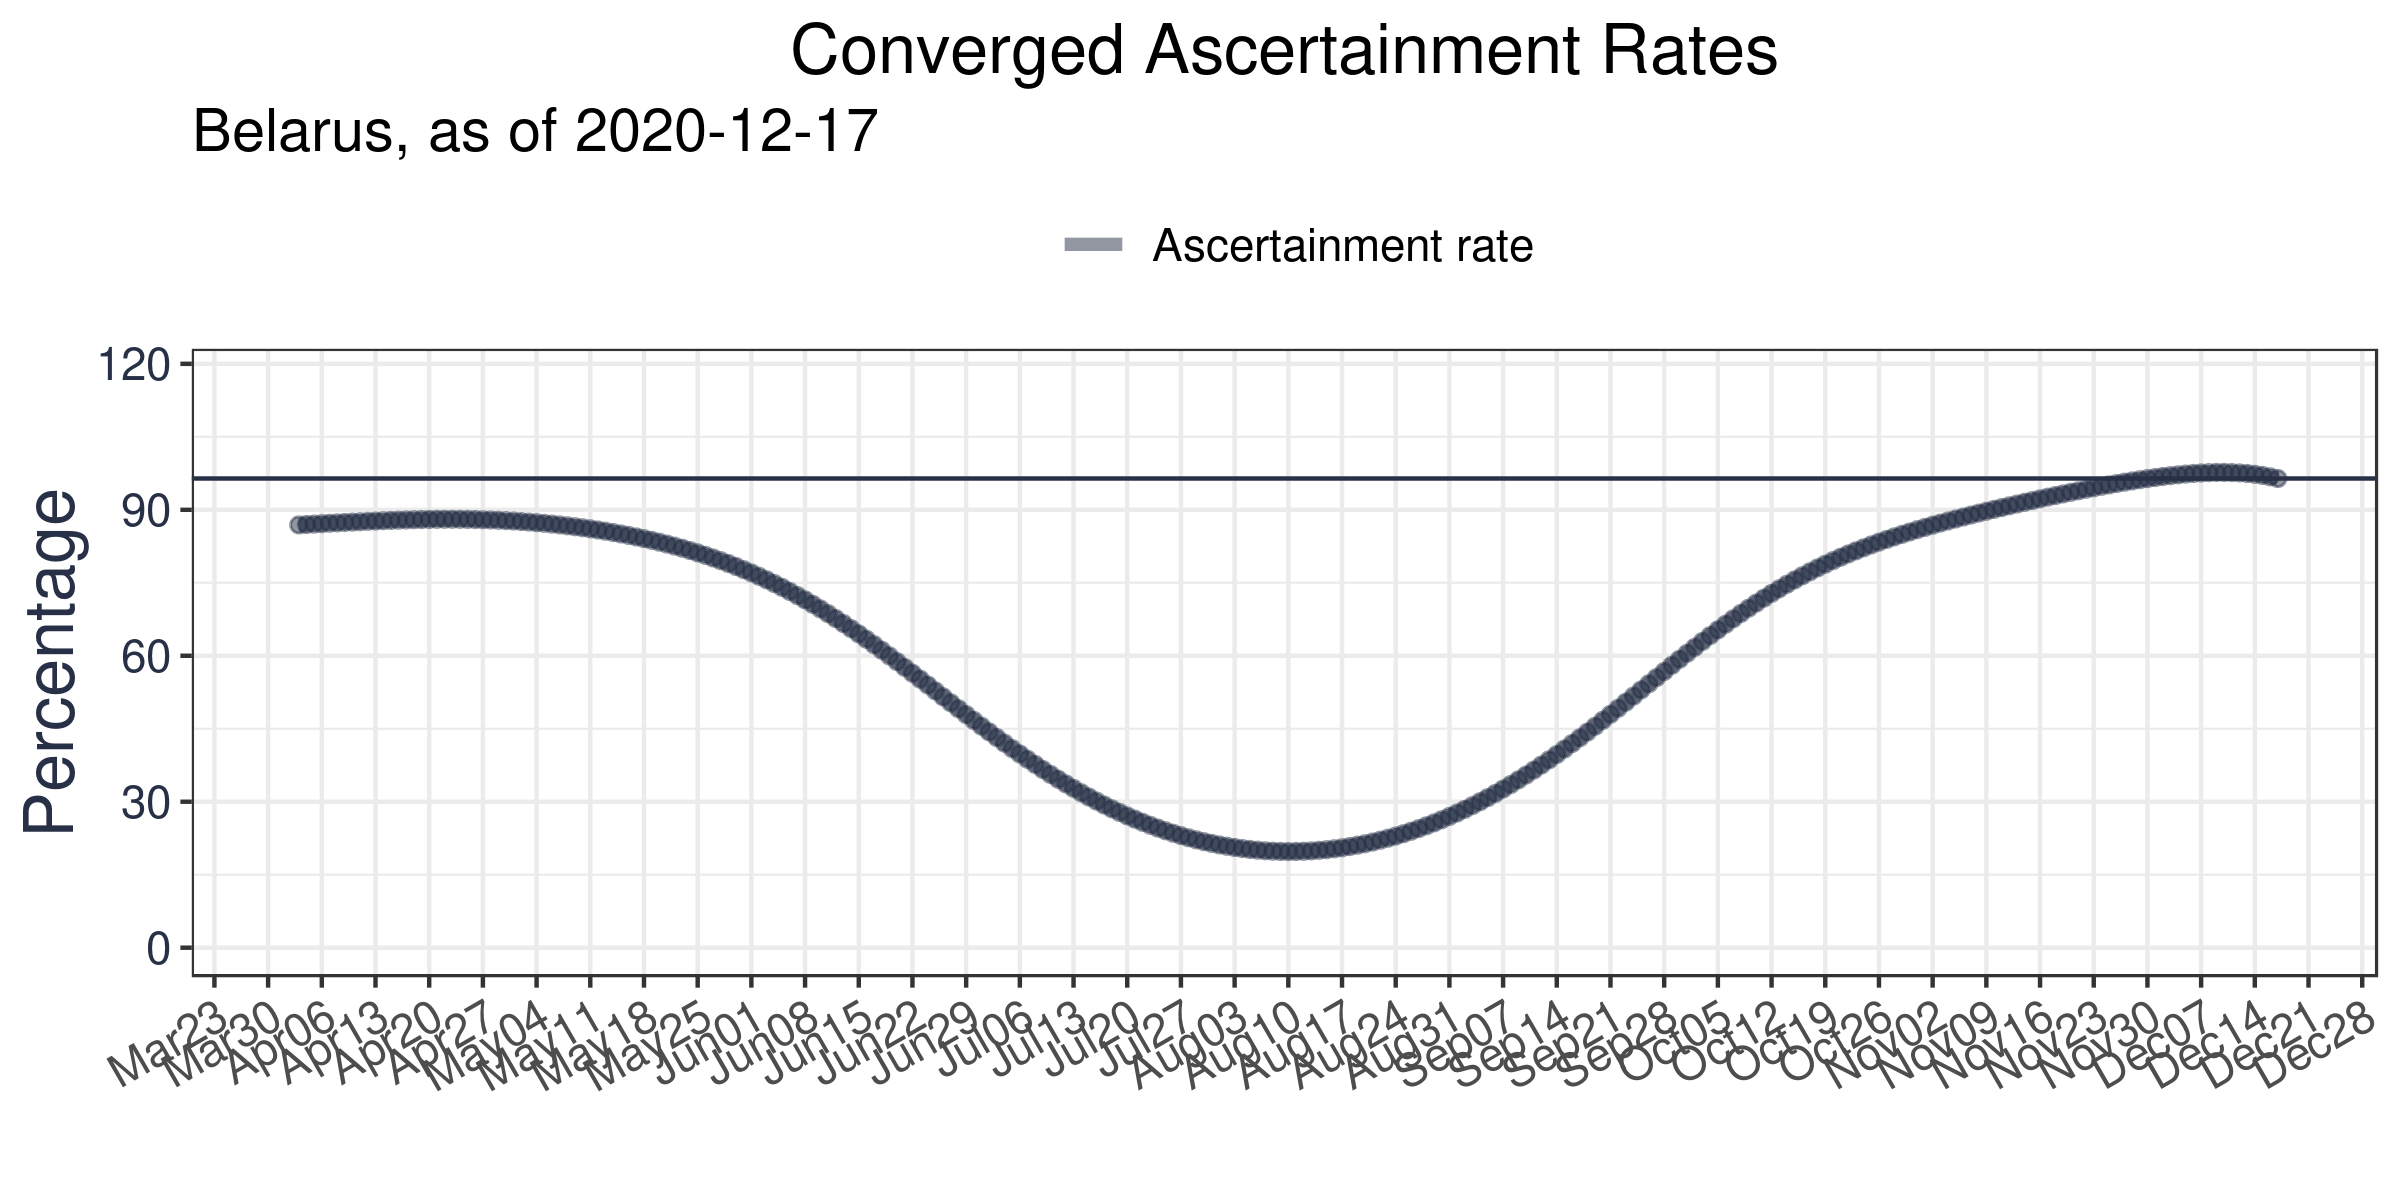 Converged Ascertainment Rates
Belarus, as of 2020-12-17
Ascertainment rate
Percentage
120
90
60
30
0
Mar23 Mar30 Apr06 Apr13 Apr20 Apr27 May04 May11 May18 May25 Jun01 Jun08 Jun15 Jun22 Jun29 Jul06 Jul13 Jul20 Jul27 Aug03 Aug10 Aug17 Aug24 Aug31 Sep07 Sep14 Sep21 Sep28 Oct05 Oct12 Oct19 Oct26 Nov02 Nov09 Nov16 Nov23 Nov30 Dec07 Dec14 Dec21 Dec28